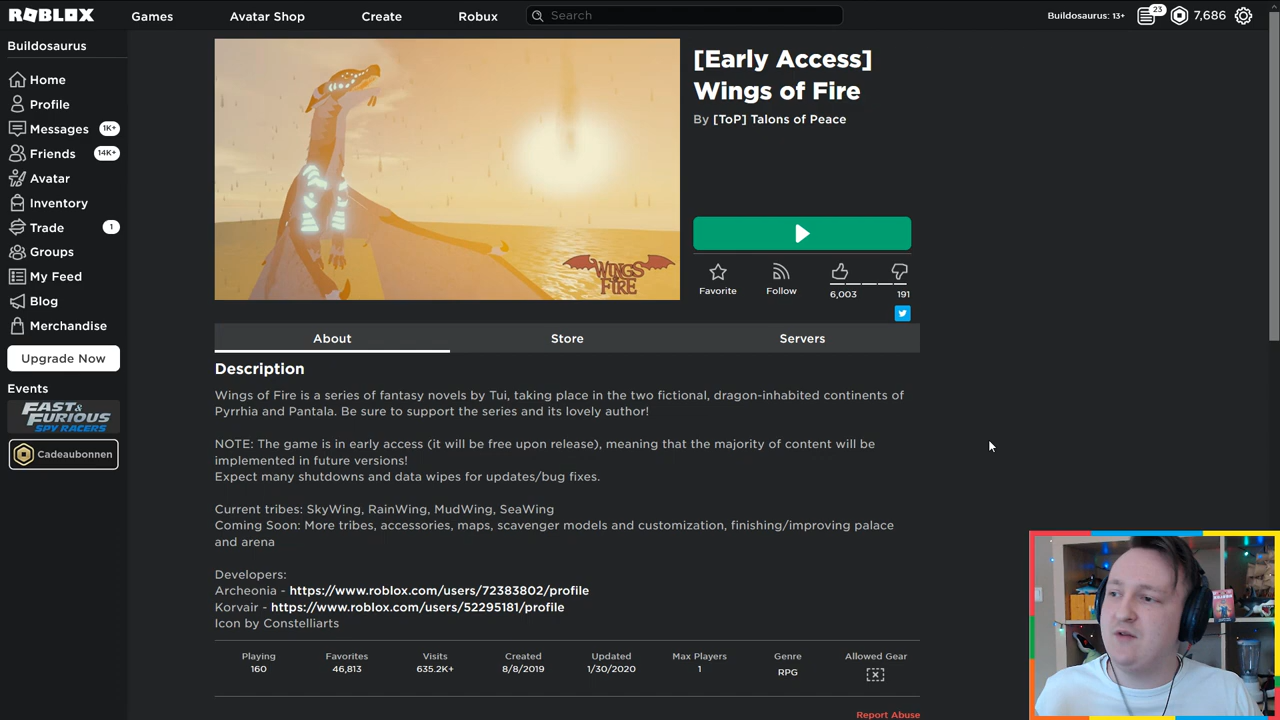 ROBLOX
Games
Avatar Shop
Create
Robux
Search
Buildosaurus: 13+
23
7,686
Buildosaurus
Home
Profile
Messages
1K+
Friends
14K+
Avatar
Inventory
Trade
1
Groups
My Feed
Blog
Merchandise
Upgrade Now
Events
FAST& FURIOUS
SPY RACERS
Cadeaubonnen
WINGS
OF
FIRE
[Early Access]
Wings of Fire
By [ToP] Talons of Peace
Favorite
Follow
6,003
191
About
Store
Servers
Description
Wings of Fire is a series of fantasy novels by Tui, taking place in the two fictional, dragon-inhabited continents of
Pyrrhia and Pantala. Be sure to support the series and its lovely author!
NOTE: The game is in early access (it will be free upon release), meaning that the majority of content will be
implemented in future versions!
Expect many shutdowns and data wipes for updates/bug fixes.
Current tribes: SkyWing, RainWing, MudWing, SeaWing
Coming Soon: More tribes, accessories, maps, scavenger models and customization, finishing/improving palace
and arena
Developers:
Archeonia - https://www.roblox.com/users/72383802/profile
Korvair - https://www.roblox.com/users/52295181/profile
Icon by Constelliarts
Playing
160
Favorites
46,813
Visits
635.2K+
Created
8/8/2019
Updated
1/30/2020
Max Players
1
Genre
RPG
Allowed Gear
Report Abuse